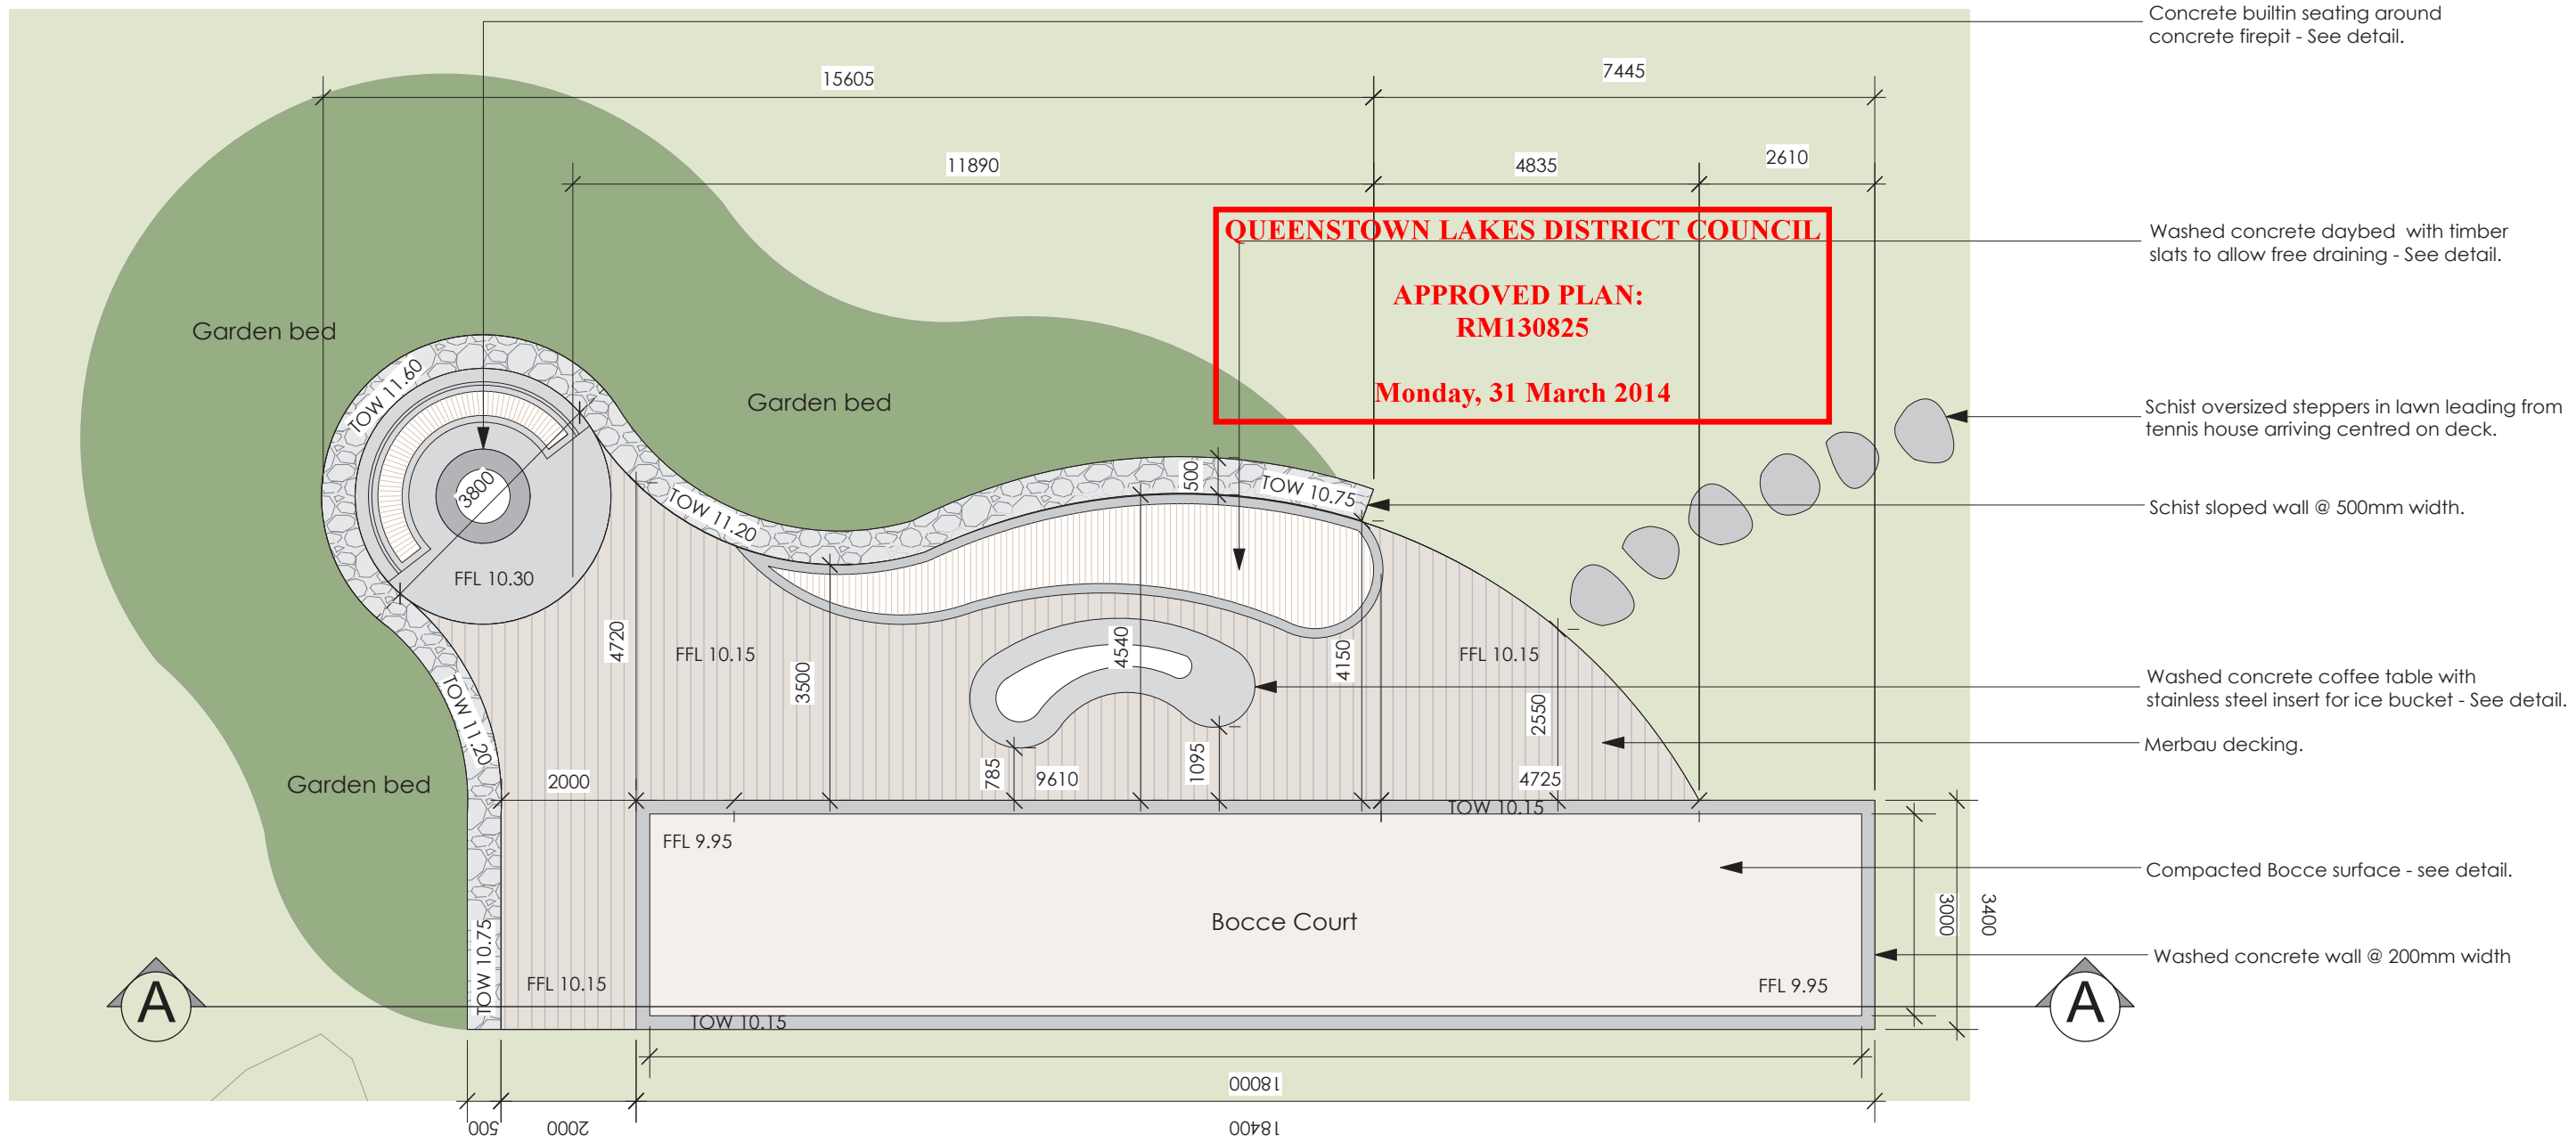 Concrete builtin seating around
concrete firepit - See detail.
15605
7445
11890
4835
2610
QUEENSTOWN LAKES DISTRICT COUNCIL
APPROVED PLAN:
RM130825
Monday, 31 March 2014
Washed concrete daybed with timber
slats to allow free draining - See detail.
Garden bed
Garden bed
TOW 11.60
Schist oversized steppers in lawn leading from
tennis house arriving centred on deck.
3800
500
TOW 10.75
TOW 11.20
Schist sloped wall @ 500mm width.
FFL 10.30
4720
FFL 10.15
3500
4540
4150
FFL 10.15
2550
Washed concrete coffee table with
stainless steel insert for ice bucket - See detail.
TOW 11.20
Merbau decking.
Garden bed
2000
785
9610
1095
4725
TOW 10.15
FFL 9.95
Compacted Bocce surface - see detail.
Bocce Court
3000
3400
TOW 10.75
Washed concrete wall @ 200mm width
FFL 10.15
FFL 9.95
A
A
TOW 10.15
18000
500
2000
18400